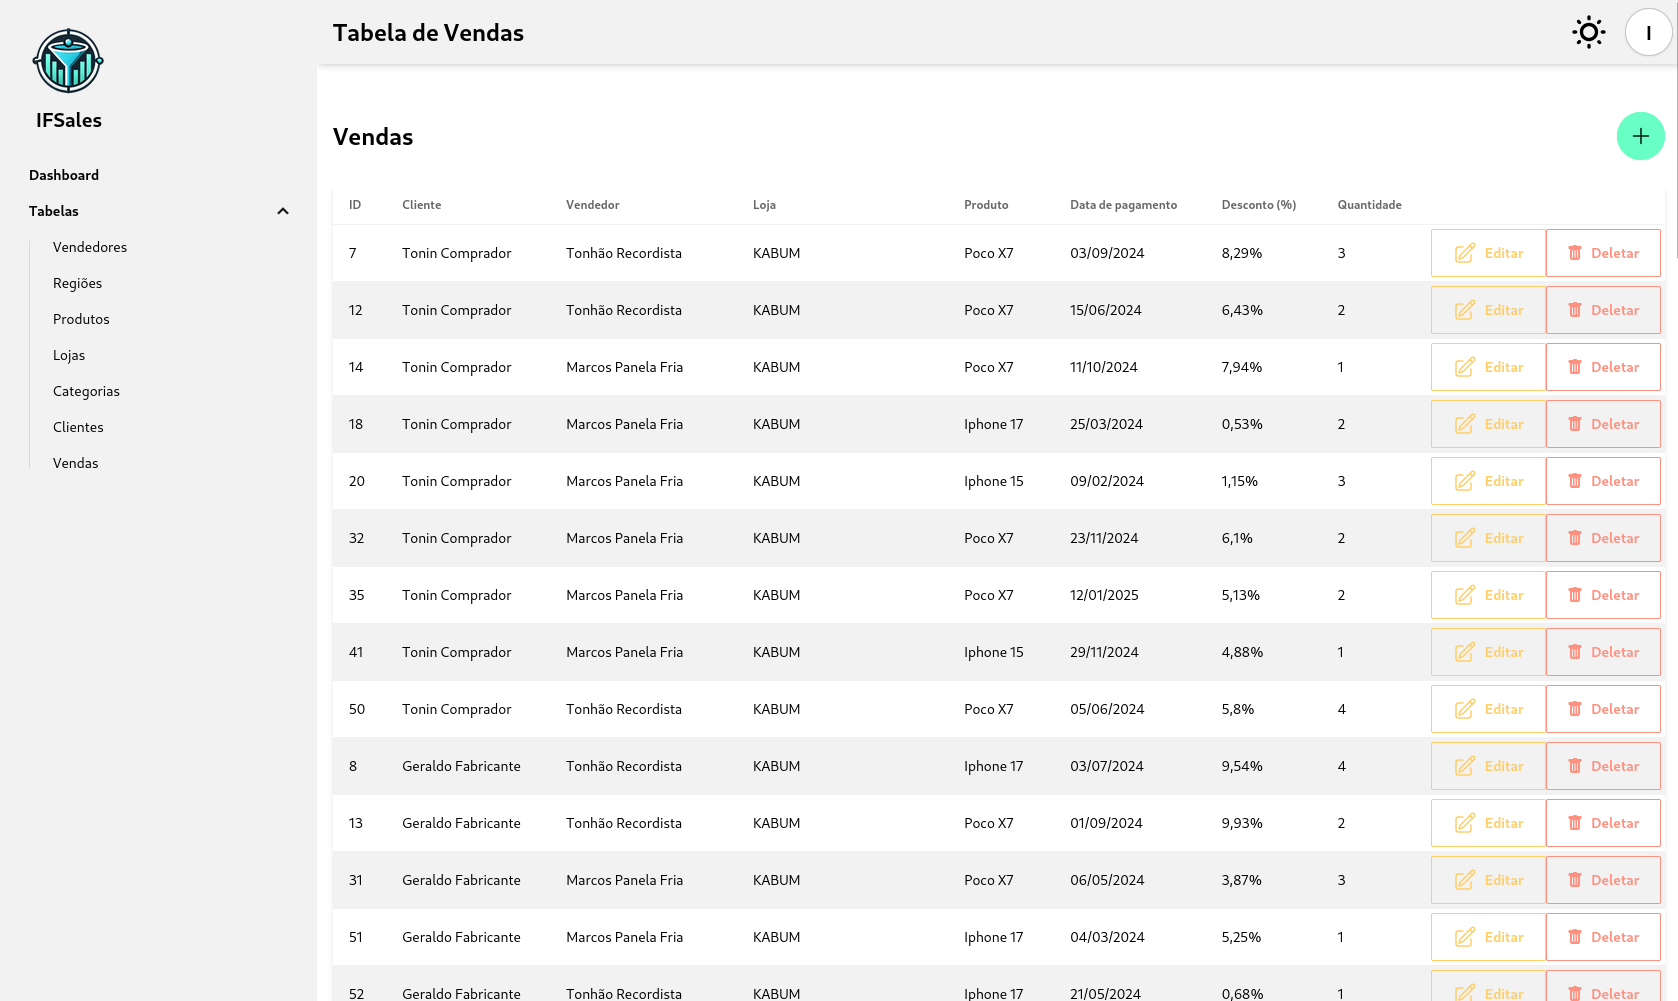 IFSales
Dashboard
Tabelas
Vendedores
Regiões
Produtos
Lojas
Categorias
Clientes
Vendas
Tabela de Vendas
I
Vendas
ID Cliente Vendedor Loja Produto Data de pagamento Desconto (%) Quantidade
7 Tonin Comprador Tonhão Recordista KABUM Poco X7 03/09/2024 8,29% 3 Editar Deletar
12 Tonin Comprador Tonhão Recordista KABUM Poco X7 15/06/2024 6,43% 2 Editar Deletar
14 Tonin Comprador Marcos Panela Fria KABUM Poco X7 11/10/2024 7,94% 1 Editar Deletar
18 Tonin Comprador Marcos Panela Fria KABUM Iphone 17 25/03/2024 0,53% 2 Editar Deletar
20 Tonin Comprador Marcos Panela Fria KABUM Iphone 15 09/02/2024 1,15% 3 Editar Deletar
32 Tonin Comprador Marcos Panela Fria KABUM Poco X7 23/11/2024 6,1% 2 Editar Deletar
35 Tonin Comprador Marcos Panela Fria KABUM Poco X7 12/01/2025 5,13% 2 Editar Deletar
41 Tonin Comprador Marcos Panela Fria KABUM Iphone 15 29/11/2024 4,88% 1 Editar Deletar
50 Tonin Comprador Tonhão Recordista KABUM Poco X7 05/06/2024 5,8% 4 Editar Deletar
8 Geraldo Fabricante Tonhão Recordista KABUM Iphone 17 03/07/2024 9,54% 4 Editar Deletar
13 Geraldo Fabricante Tonhão Recordista KABUM Poco X7 01/09/2024 9,93% 2 Editar Deletar
31 Geraldo Fabricante Marcos Panela Fria KABUM Poco X7 06/05/2024 3,87% 3 Editar Deletar
51 Geraldo Fabricante Marcos Panela Fria KABUM Iphone 17 04/03/2024 5,25% 1 Editar Deletar
52 Geraldo Fabricante Tonhão Recordista KABUM Iphone 17 21/05/2024 0,68% 1 Editar Deletar